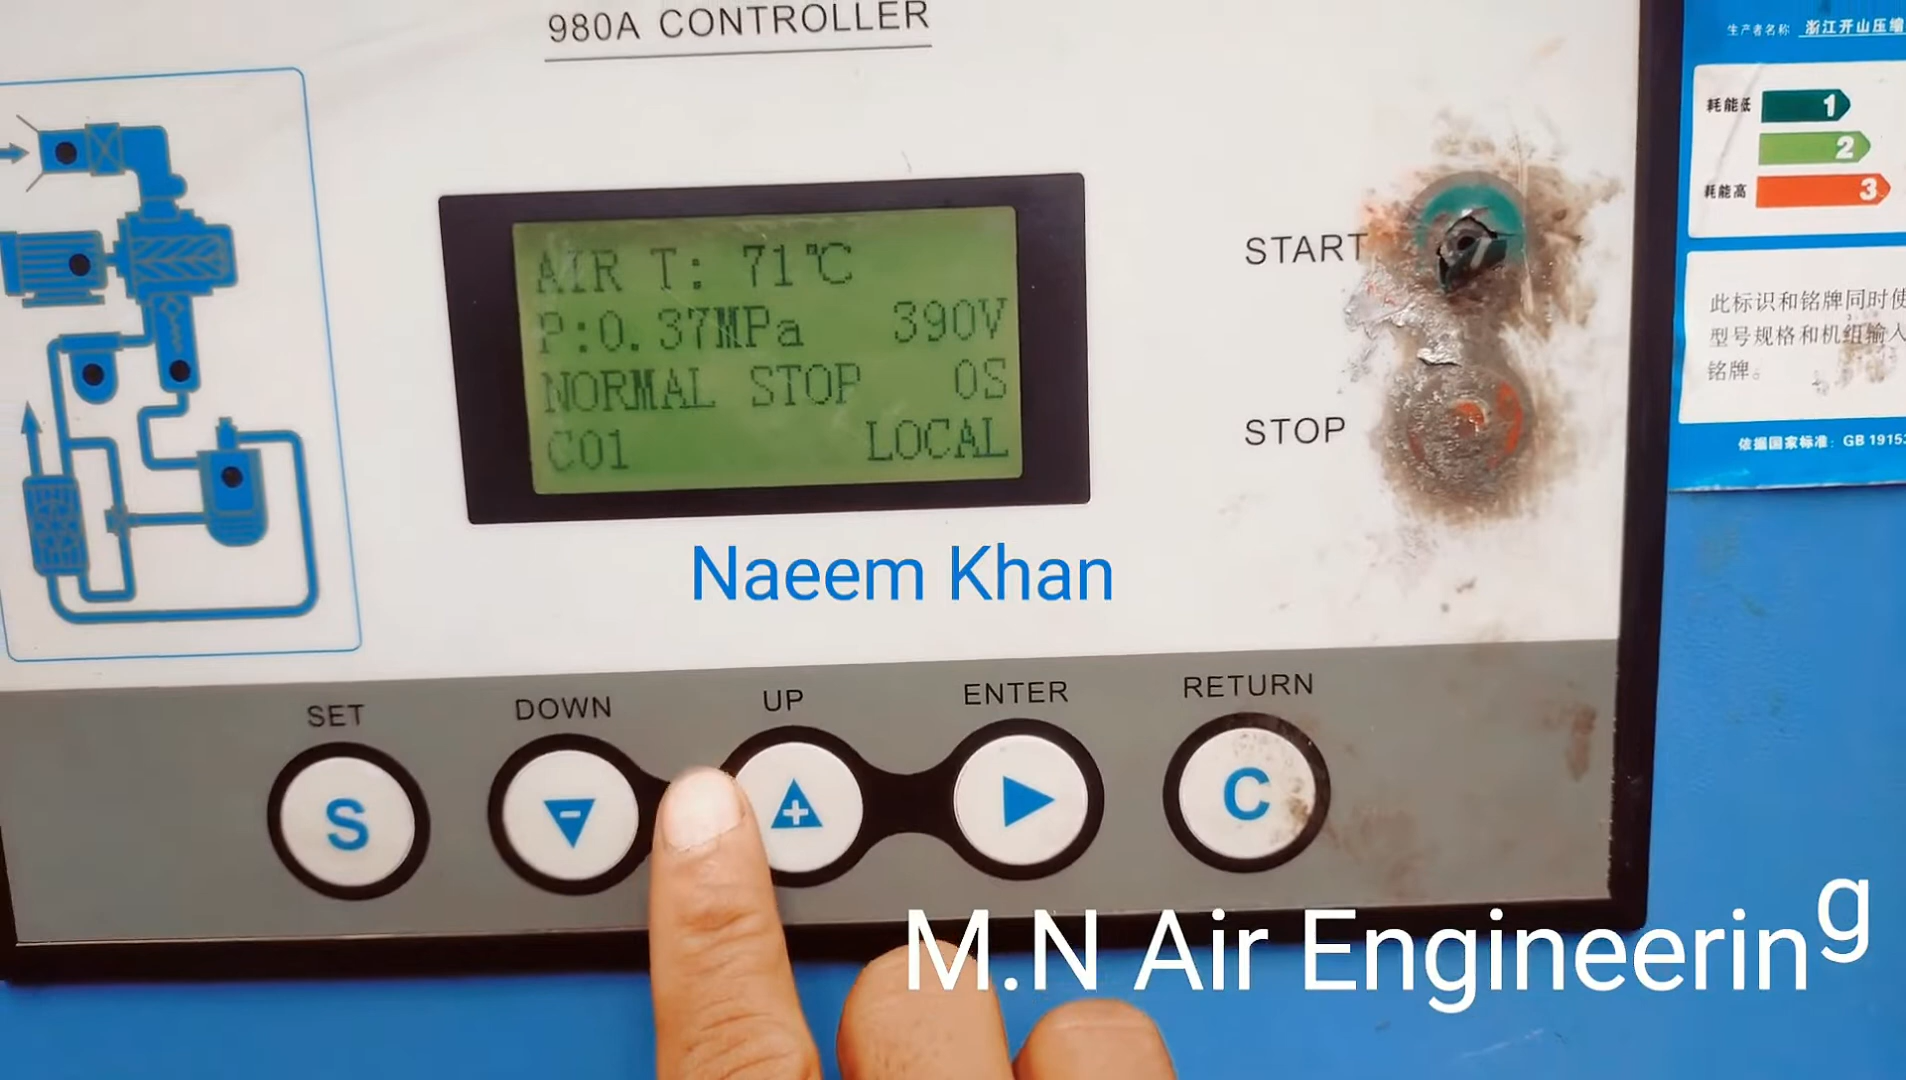 980A CONTROLLER
AIR T: 71℃
P:0.37MPa 390V
NORMAL STOP 0S
C01 LOCAL
START
STOP
Naeem Khan
SET DOWN UP ENTER RETURN
S - + C
M.N Air Engineering
生产者名称 浙江开山压缩
耗能低 1
2
耗能高 3
此标识和铭牌同时使
型号规格和机组输入
铭牌。
依据国家标准: GB 1915